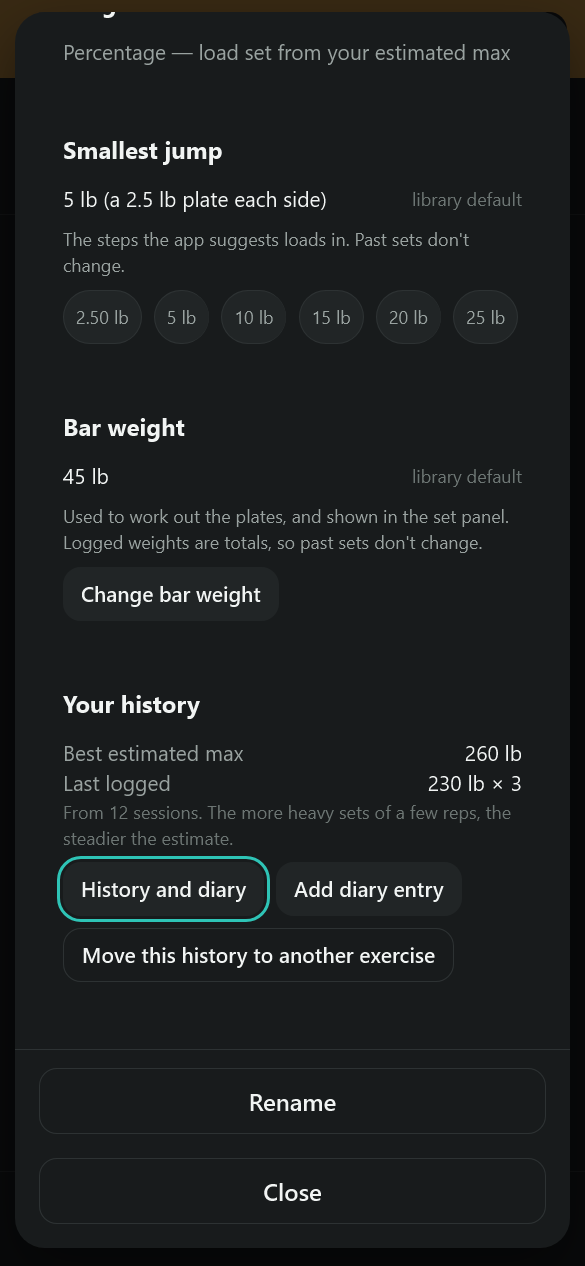 Percentage — load set from your estimated max
Smallest jump
5 lb (a 2.5 lb plate each side)
library default
The steps the app suggests loads in. Past sets don't
change.
2.50 lb
5 lb
10 lb
15 lb
20 lb
25 lb
Bar weight
45 lb
library default
Used to work out the plates, and shown in the set panel.
Logged weights are totals, so past sets don't change.
Change bar weight
Your history
Best estimated max
260 lb
Last logged
230 lb × 3
From 12 sessions. The more heavy sets of a few reps, the
steadier the estimate.
History and diary
Add diary entry
Move this history to another exercise
Rename
Close